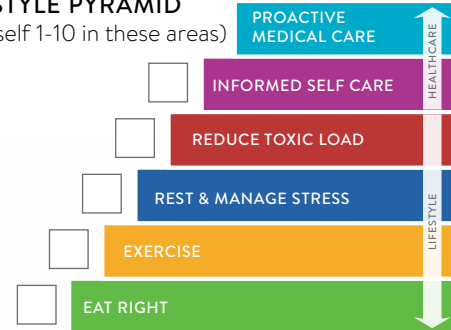 STYLE PYRAMID
self 1-10 in these areas)
PROACTIVE
MEDICAL CARE
INFORMED SELF CARE
REDUCE TOXIC LOAD
REST & MANAGE STRESS
EXERCISE
EAT RIGHT
HEALTHCARE
LIFESTYLE